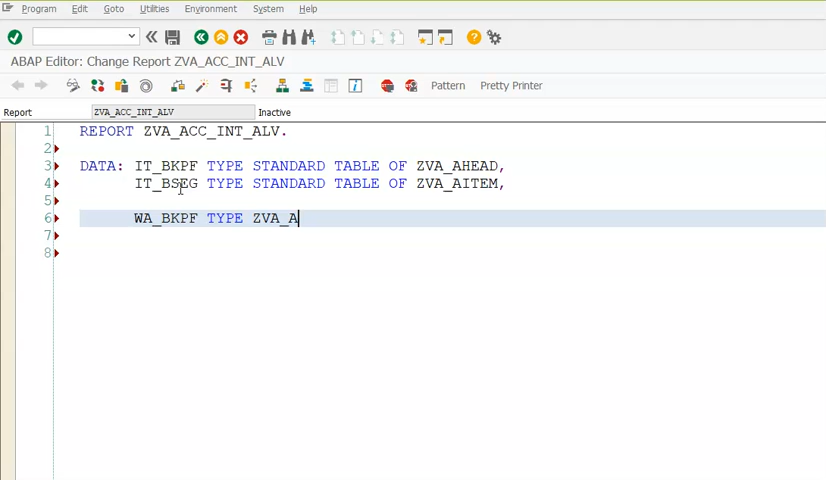 Program Edit Goto Utilities Environment System Help
ABAP Editor: Change Report ZVA_ACC_INT_ALV
Pattern Pretty Printer
Report ZVA_ACC_INT_ALV Inactive
1 REPORT ZVA_ACC_INT_ALV.
2
3 DATA: IT_BKPF TYPE STANDARD TABLE OF ZVA_AHEAD,
4 IT_BSEG TYPE STANDARD TABLE OF ZVA_AITEM,
5
6 WA_BKPF TYPE ZVA_A
7
8